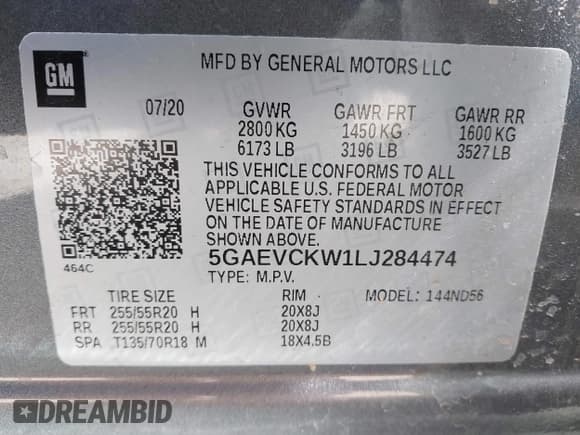 GM
MFD BY GENERAL MOTORS LLC
07/20 GVWR GAWR FRT GAWR RR
2800 KG 1450 KG 1600 KG
6173 LB 3196 LB 3527 LB
THIS VEHICLE CONFORMS TO ALL
APPLICABLE U.S. FEDERAL MOTOR
VEHICLE SAFETY STANDARDS IN EFFECT
ON THE DATE OF MANUFACTURE
SHOWN ABOVE.
464C
5GAEVCKW1LJ284474
TYPE: M.P.V.
TIRE SIZE RIM MODEL: 144ND56
FRT 255/55R20 H 20X8J
RR 255/55R20 H 20X8J
SPA T135/70R18 M 18X4.5B
DREAMBID